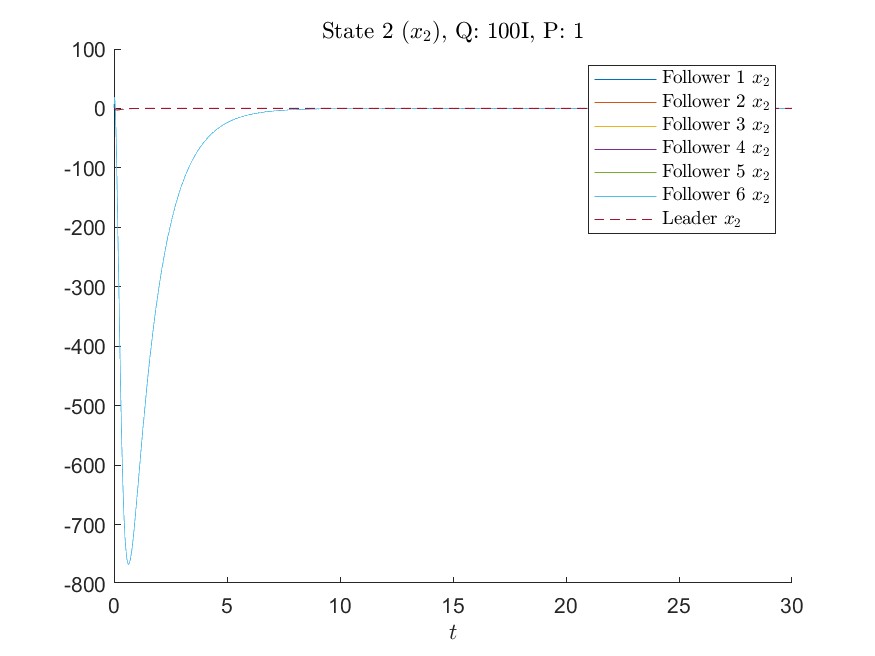 State 2 (x₂), Q: 100I, P: 1
100
0
-100
-200
-300
-400
-500
-600
-700
-800
Follower 1 x₂
Follower 2 x₂
Follower 3 x₂
Follower 4 x₂
Follower 5 x₂
Follower 6 x₂
Leader x₂
0 5 10 15 20 25 30
t